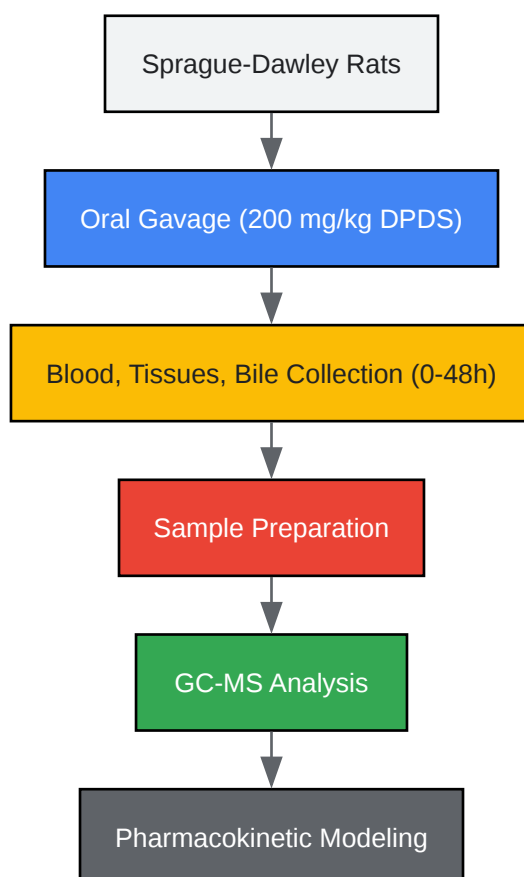 Sprague-Dawley Rats
Oral Gavage (200 mg/kg DPDS)
Blood, Tissues, Bile Collection (0-48h)
Sample Preparation
GC-MS Analysis
Pharmacokinetic Modeling